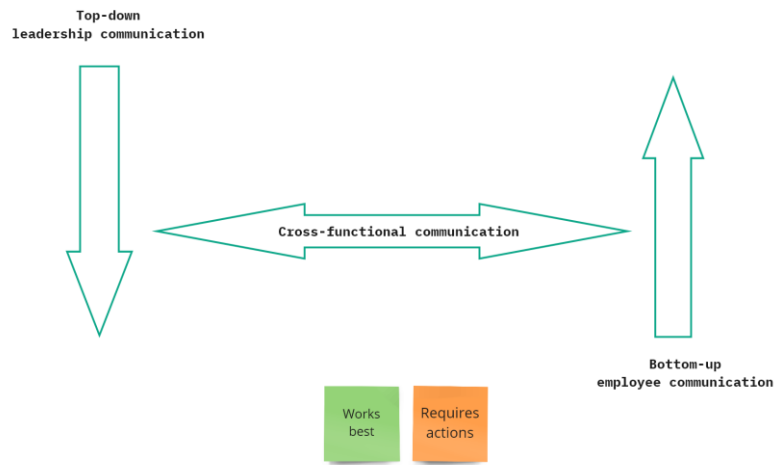 Top-down
leadership communication
Cross-functional communication
Bottom-up
employee communication
Works
best
Requires
actions